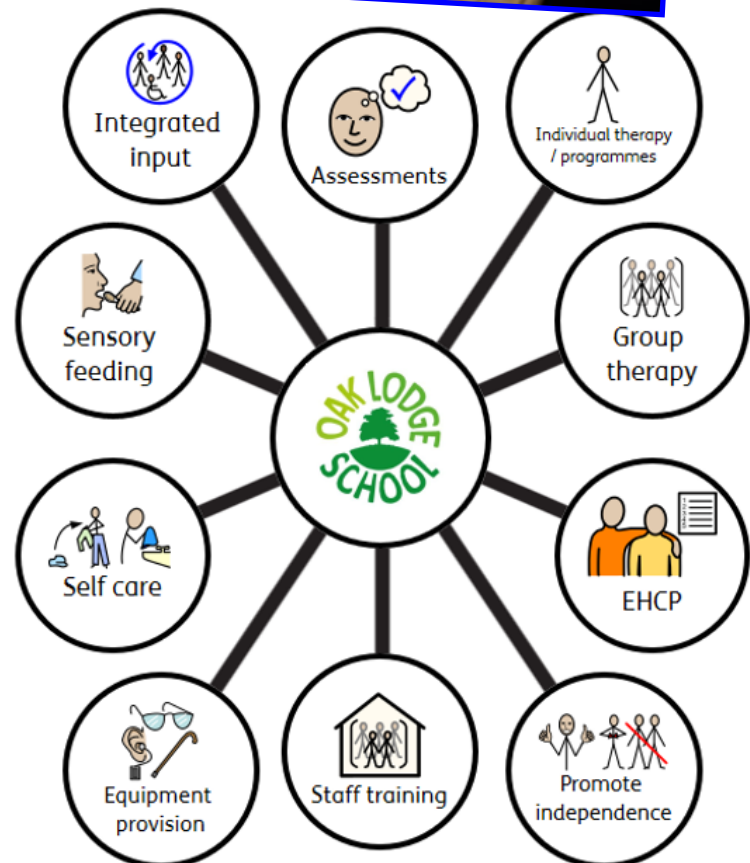 Integrated
input
Assessments
Individual therapy
/ programmes
Sensory
feeding
Group
therapy
OAK LODGE
SCHOOL
Self care
EHCP
Equipment
provision
Staff training
Promote
independence